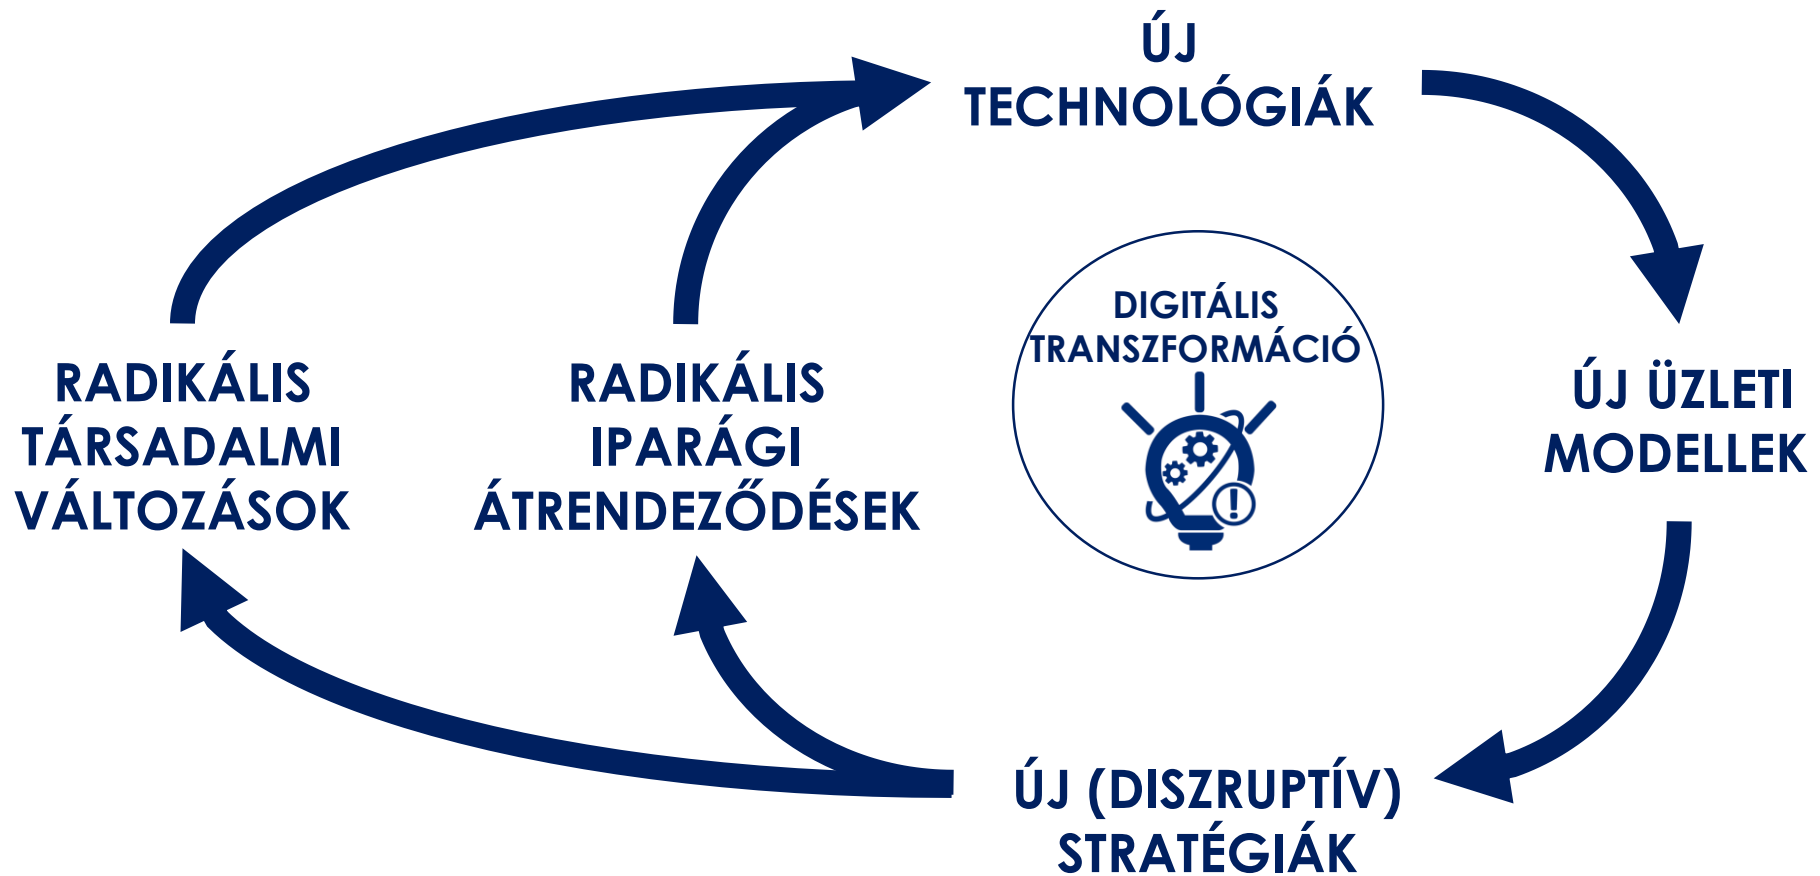 ÚJ
TECHNOLÓGIÁK
DIGITÁLIS
TRANSZFORMÁCIÓ
RADIKÁLIS
TÁRSADALMI
VÁLTOZÁSOK
RADIKÁLIS
IPARÁGI
ÁTRENDEZŐDÉSEK
ÚJ ÜZLETI
MODELLEK
ÚJ (DISZRUPTÍV)
STRATÉGIÁK